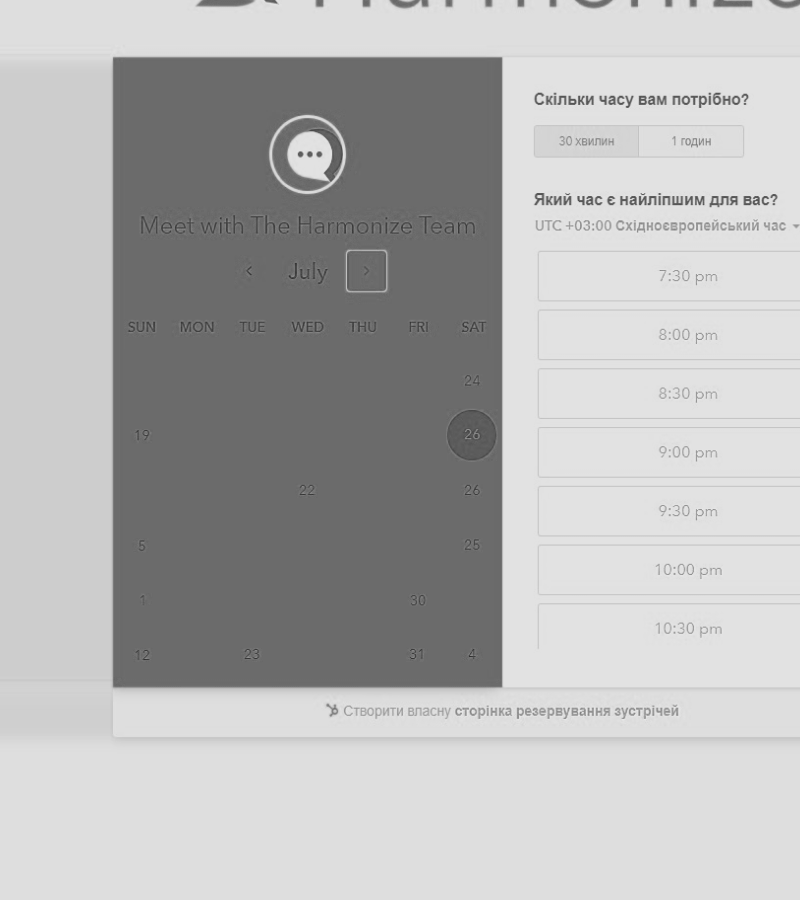 Harmonize
Meet with The Harmonize Team
July
SUN MON TUE WED THU FRI SAT
24
19 26
22 26
5 25
1 30
12 23 31 4
Скільки часу вам потрібно?
30 хвилин 1 годин
Який час є найліпшим для вас?
UTC +03:00 Східноєвропейський час
7:30 pm
8:00 pm
8:30 pm
9:00 pm
9:30 pm
10:00 pm
10:30 pm
Створити власну сторінка резервування зустрічей